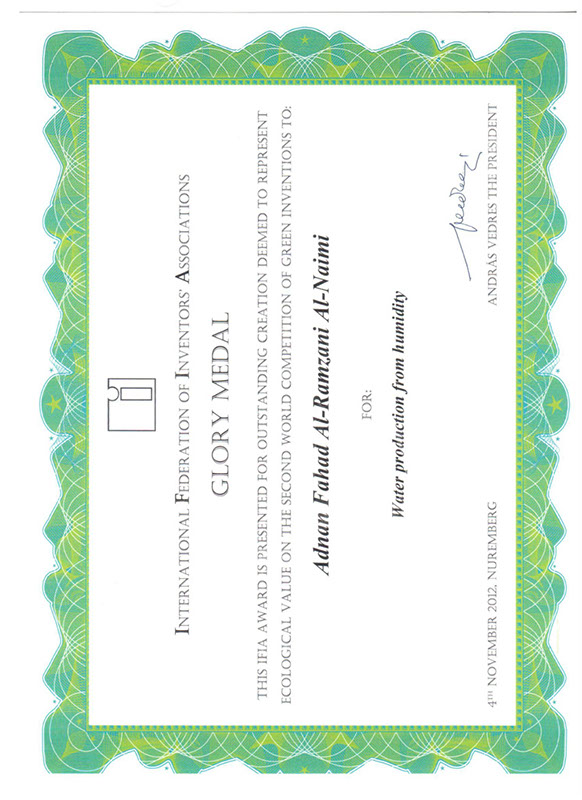 INTERNATIONAL FEDERATION OF INVENTORS' ASSOCIATIONS
GLORY MEDAL
THIS IFIA AWARD IS PRESENTED FOR OUTSTANDING CREATION DEEMED TO REPRESENT
ECOLOGICAL VALUE ON THE SECOND WORLD COMPETITION OF GREEN INVENTIONS TO:
Adnan Fahad Al-Ramzani Al-Naimi
FOR:
Water production from humidity
4TH NOVEMBER 2012. NUREMBERG
ANDRÁS VEDRES THE PRESIDENT